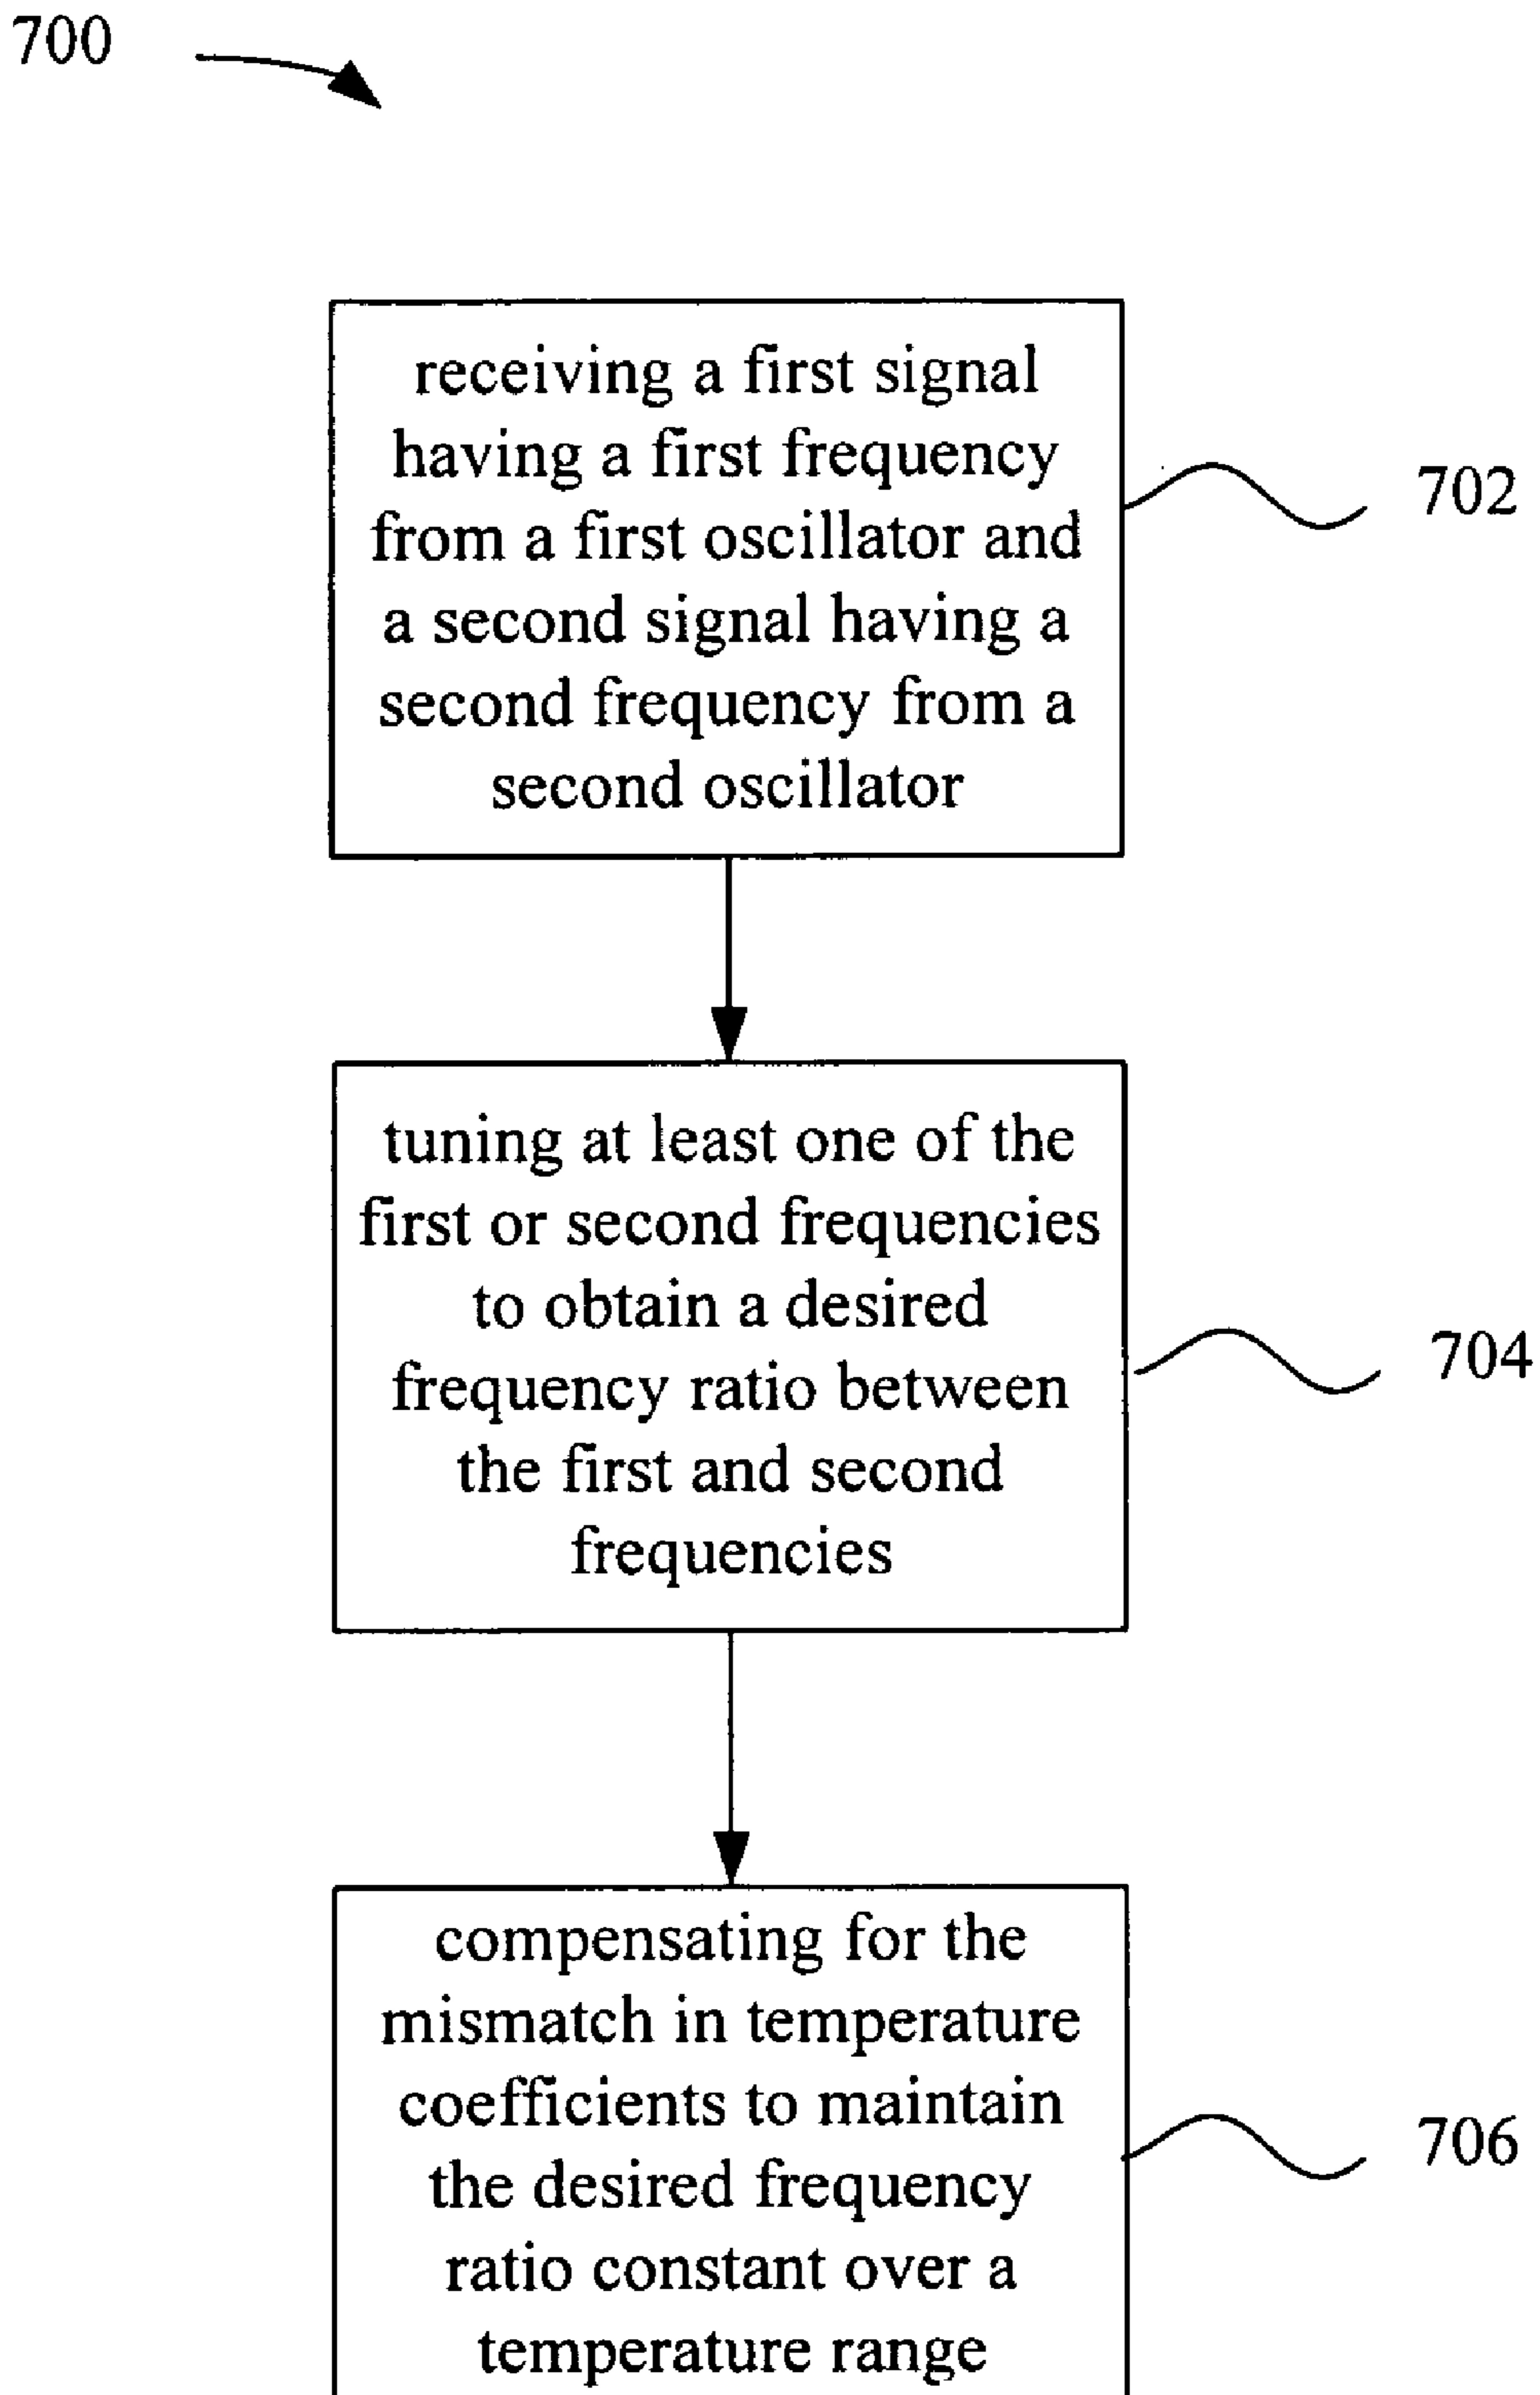 700
receiving a first signal
having a first frequency
from a first oscillator and
a second signal having a
second frequency from a
second oscillator
702
tuning at least one of the
first or second frequencies
to obtain a desired
frequency ratio between
the first and second
frequencies
704
compensating for the
mismatch in temperature
coefficients to maintain
the desired frequency
ratio constant over a
temperature range
706